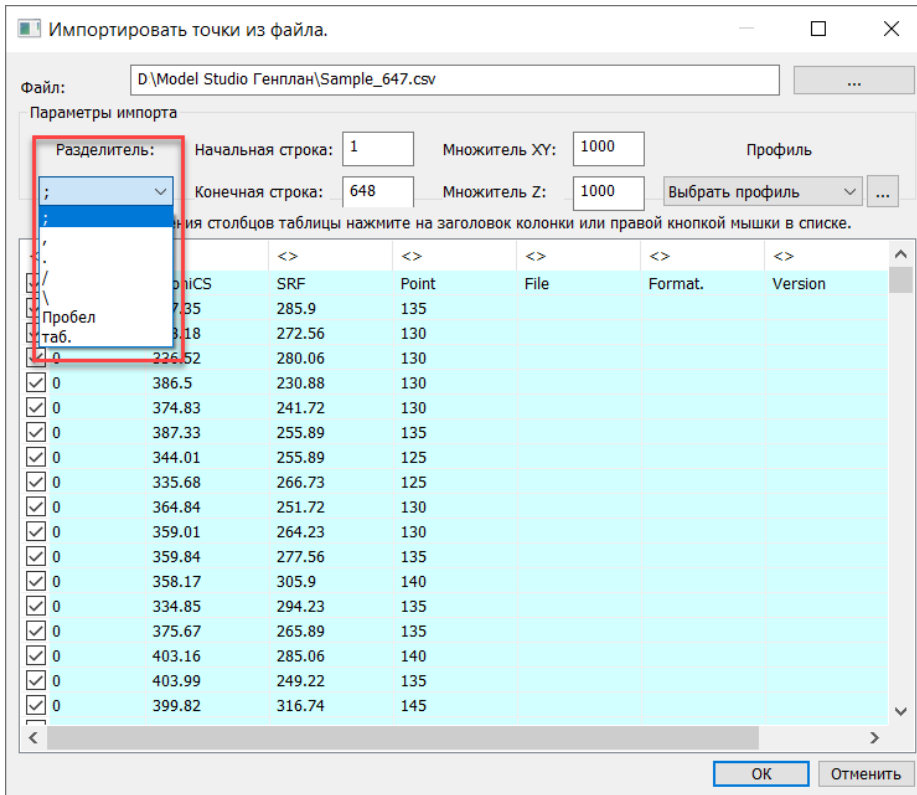 Импортировать точки из файла.
Файл: D\Model Studio Генплан\Sample_647.csv ...
Параметры импорта
Разделитель: Начальная строка: 1 Множитель XY: 1000 Профиль
; Конечная строка: 648 Множитель Z: 1000 Выбрать профиль ...
столбцов таблицы нажмите на заголовок колонки или правой кнопкой мышки в списке.
;
,
.
/
\
Пробел
таб.
<> <> <> <> <>
SRF Point File Format. Version
285.9 135
272.56 130
0 336.52 280.06 130
0 386.5 230.88 130
0 374.83 241.72 130
0 387.33 255.89 135
0 344.01 255.89 125
0 335.68 266.73 125
0 364.84 251.72 130
0 359.01 264.23 130
0 359.84 277.56 135
0 358.17 305.9 140
0 334.85 294.23 135
0 375.67 265.89 135
0 403.16 285.06 140
0 403.99 249.22 135
0 399.82 316.74 145
ОК Отменить